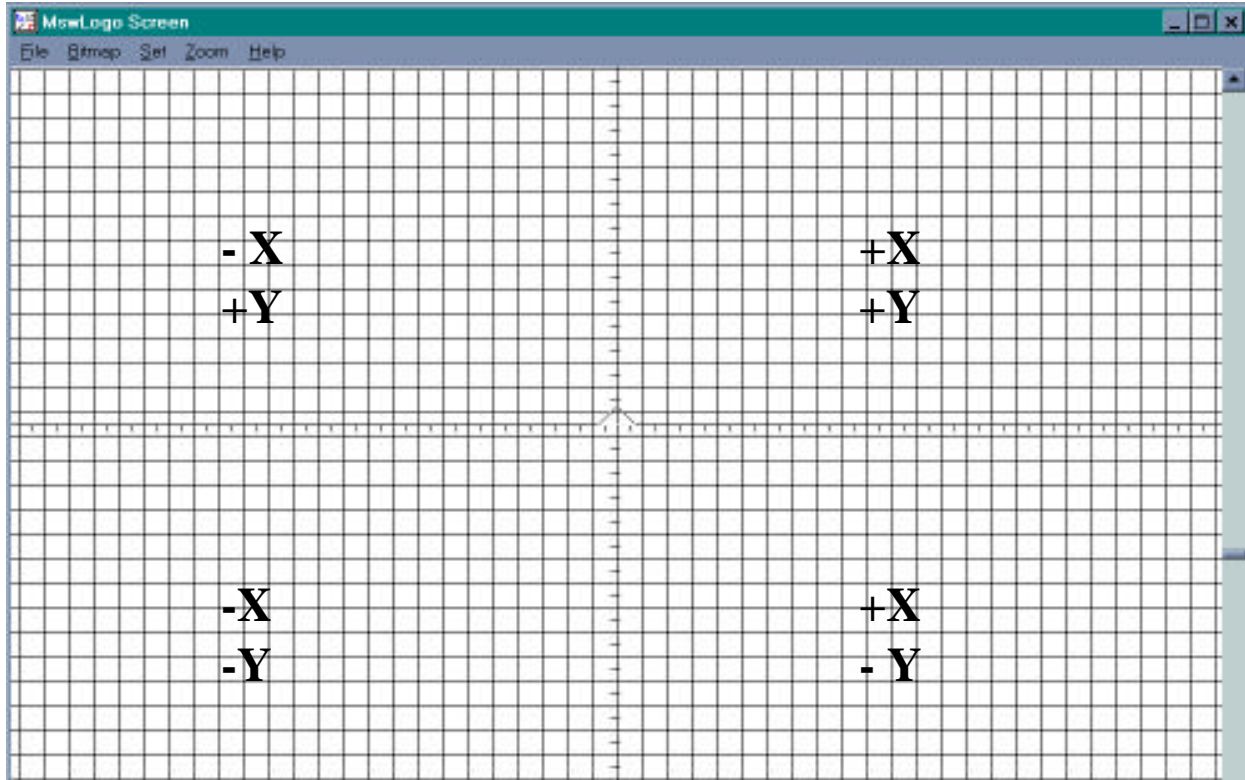 MswLogo Screen
File Bitmap Set Zoom Help
- X
+Y
+X
+Y
-X
-Y
+X
- Y